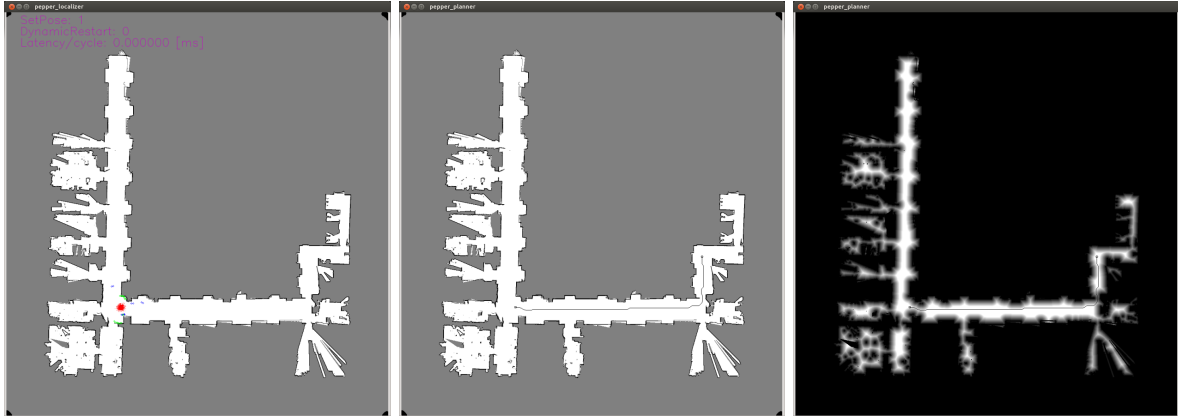 pepper_localizer
SetPose: 1
DynamicRestart: 0
Latency/cycle: 0.000000 [ms]
pepper_planner
pepper_planner